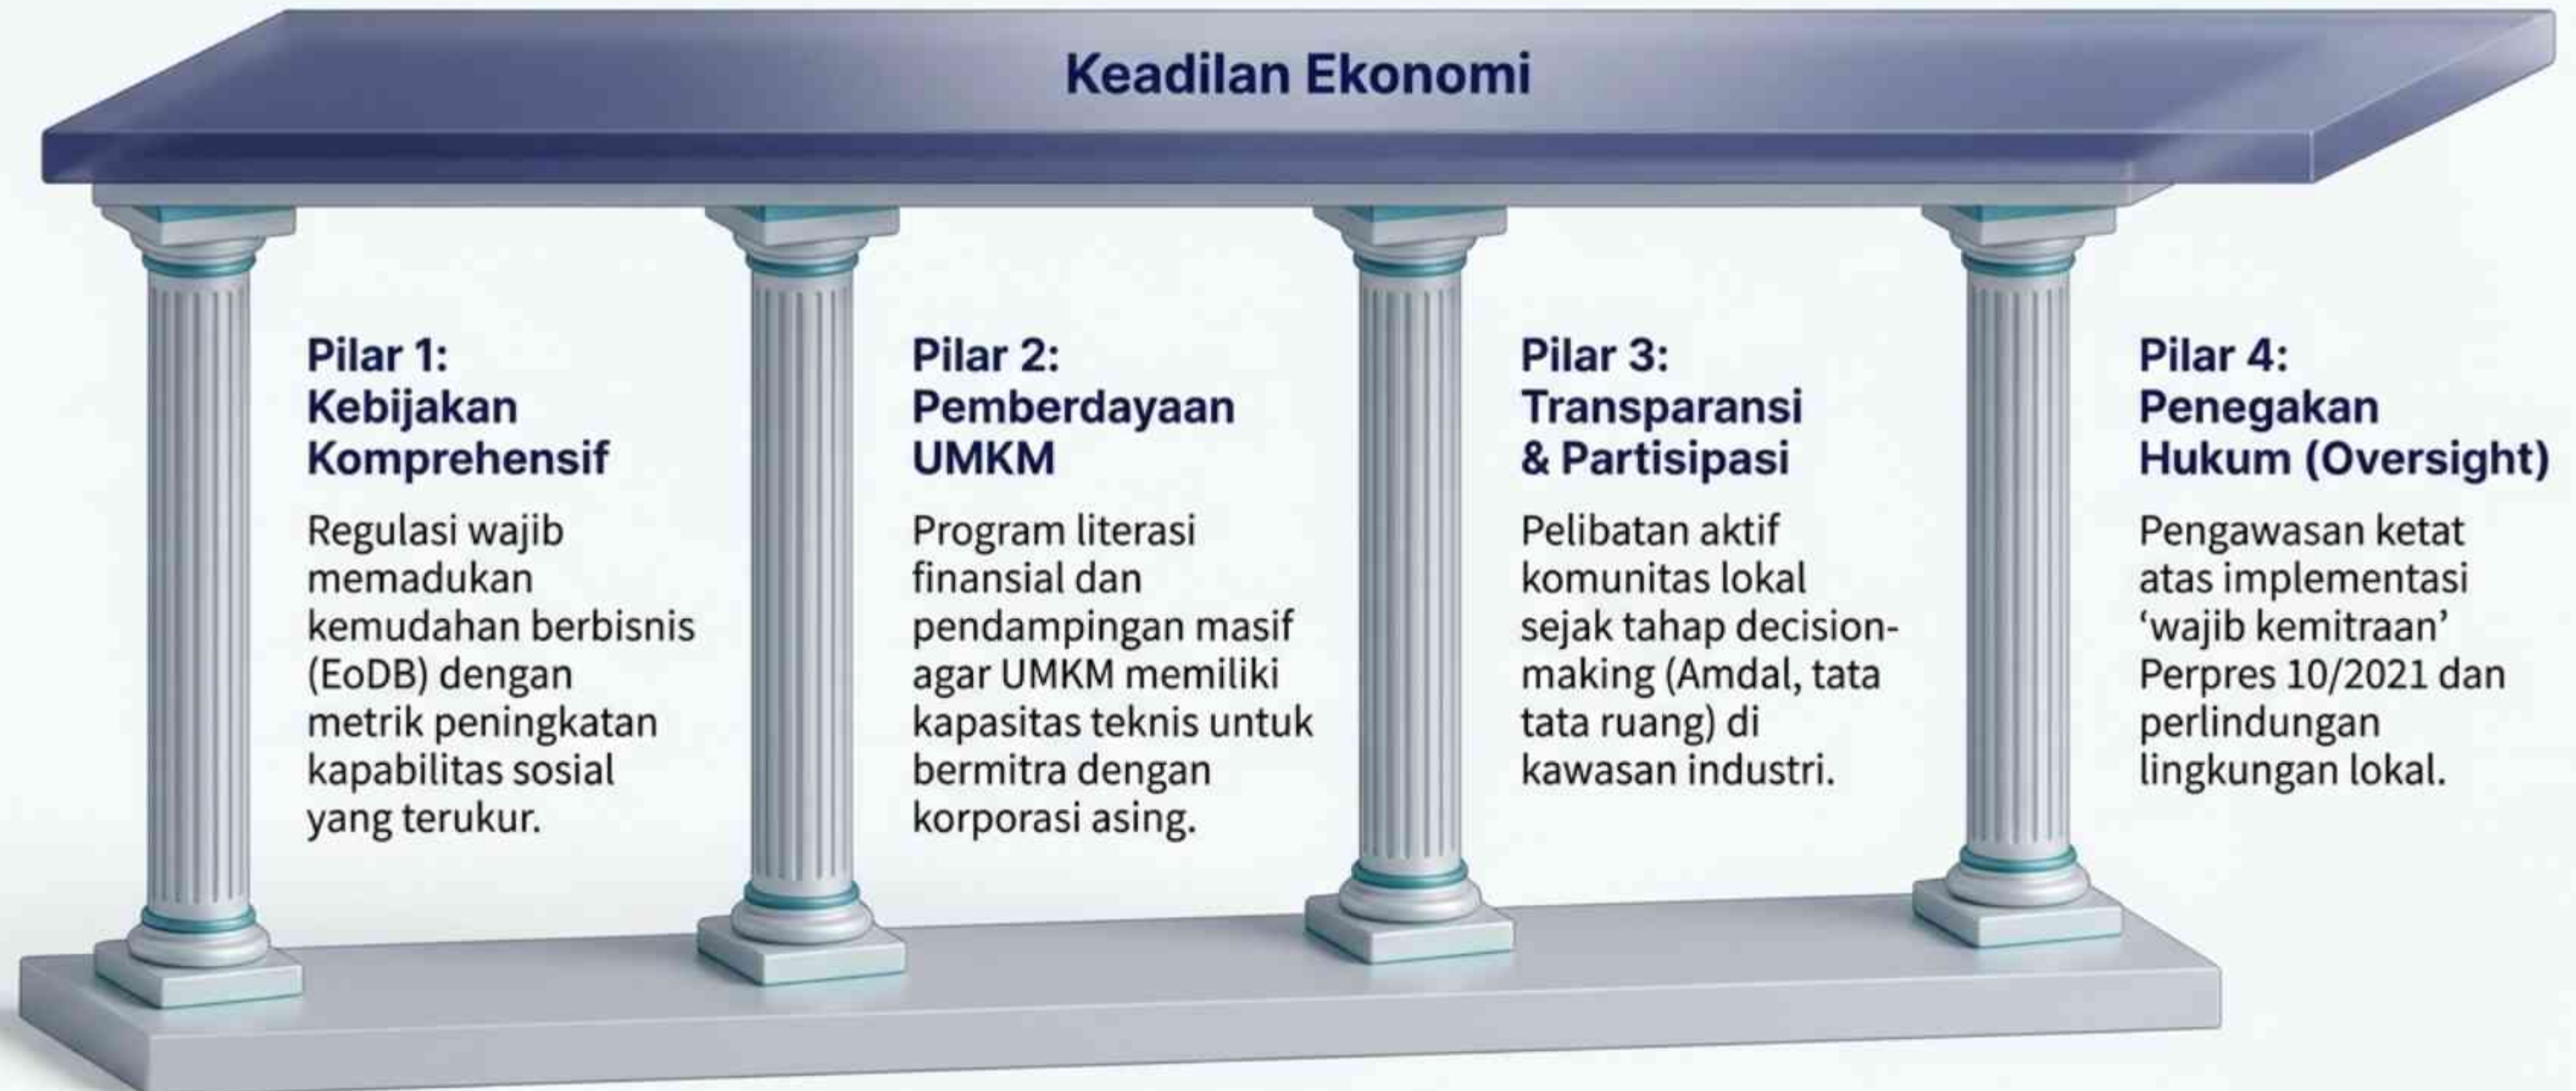 Keadilan Ekonomi
Pilar 1:
Kebijakan
Komprehensif
Regulasi wajib
memadukan
kemudahan berbisnis
(EoDB) dengan
metrik peningkatan
kapabilitas sosial
yang terukur.
Pilar 2:
Pemberdayaan
UMKM
Program literasi
finansial dan
pendampingan masif
agar UMKM memiliki
kapasitas teknis untuk
bermitra dengan
korporasi asing.
Pilar 3:
Transparansi
& Partisipasi
Pelibatan aktif
komunitas lokal
sejak tahap decision-
making (Amdal, tata
tata ruang) di
kawasan industri.
Pilar 4:
Penegakan
Hukum (Oversight)
Pengawasan ketat
atas implementasi
‘wajib kemitraan’
Perpres 10/2021 dan
perlindungan
lingkungan lokal.